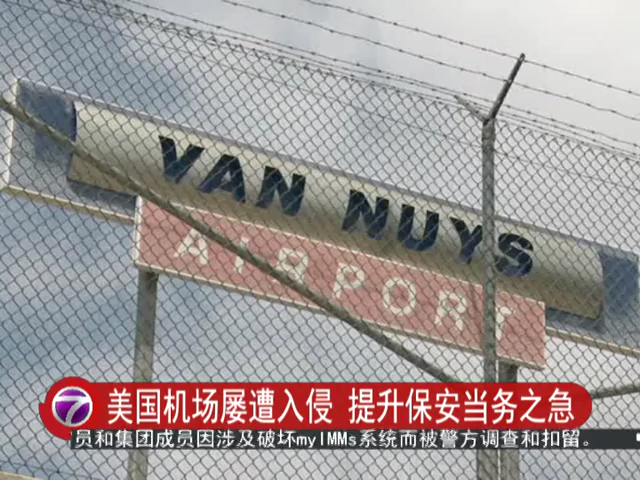 VAN NUYS
AIRPORT
7
美国机场屡遭入侵 提升保安当务之急
员和集团成员因涉及破坏myIMMs系统而被警方调查和扣留。